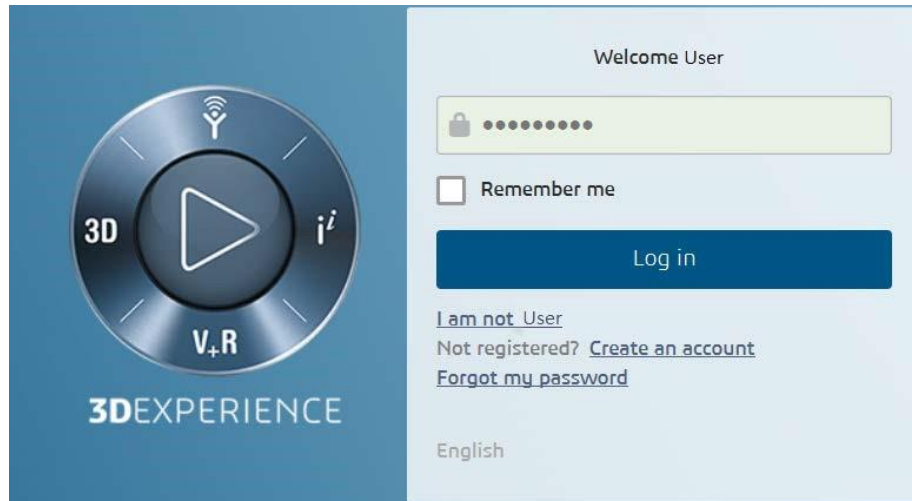 3D
iⁱ
V+R
3DEXPERIENCE
Welcome User
•••••••••
Remember me
Log in
I am not User
Not registered? Create an account
Forgot my password
English